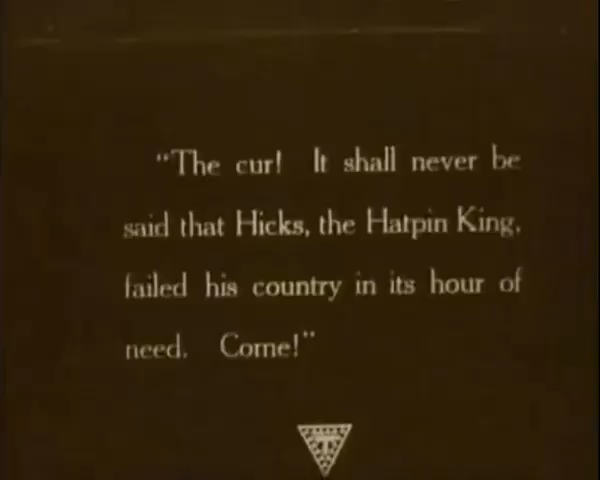 "The cur! It shall never be
said that Hicks, the Hatpin King,
failed his country in its hour of
need. Come!"